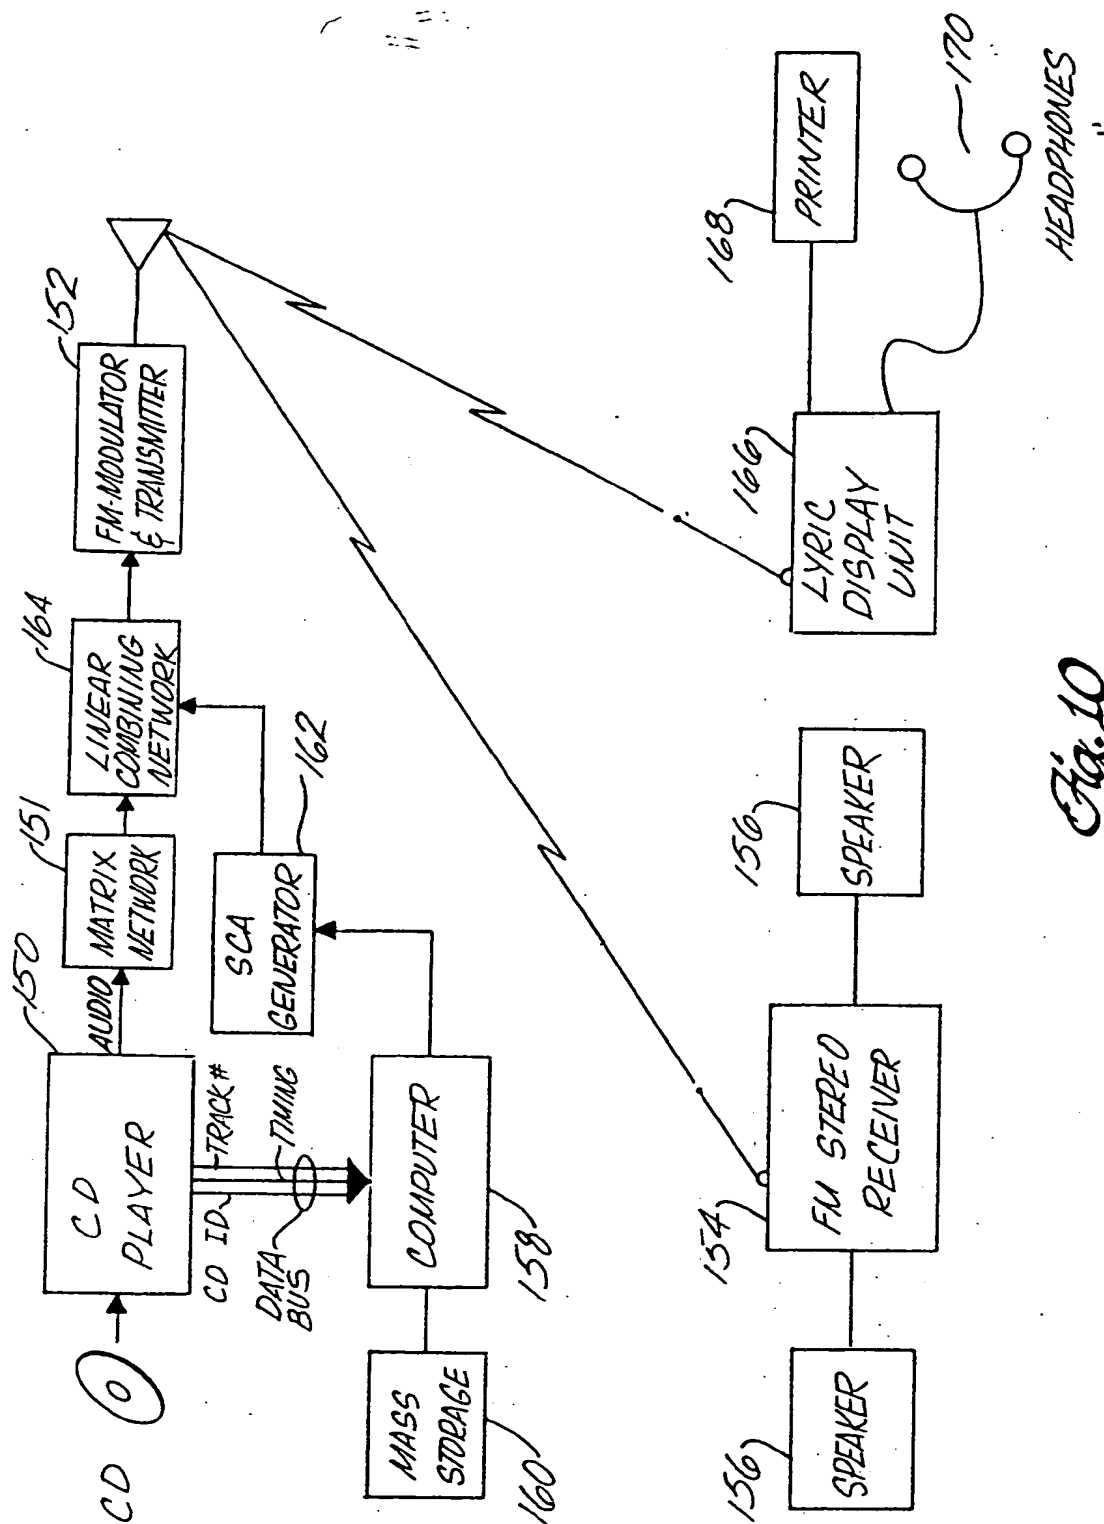 CD
150
CD
PLAYER
AUDIO
151
MATRIX
NETWORK
164
LINEAR
COMBINING
NETWORK
152
FM-MODULATOR
& TRANSMITTER
CD ID
TRACK#
TIMING
DATA
BUS
SCA
GENERATOR
162
MASS
STORAGE
160
COMPUTER
158
156
SPEAKER
154
FM STEREO
RECEIVER
156
SPEAKER
166
LYRIC
DISPLAY
UNIT
168
PRINTER
170
HEADPHONES
Fig. 10